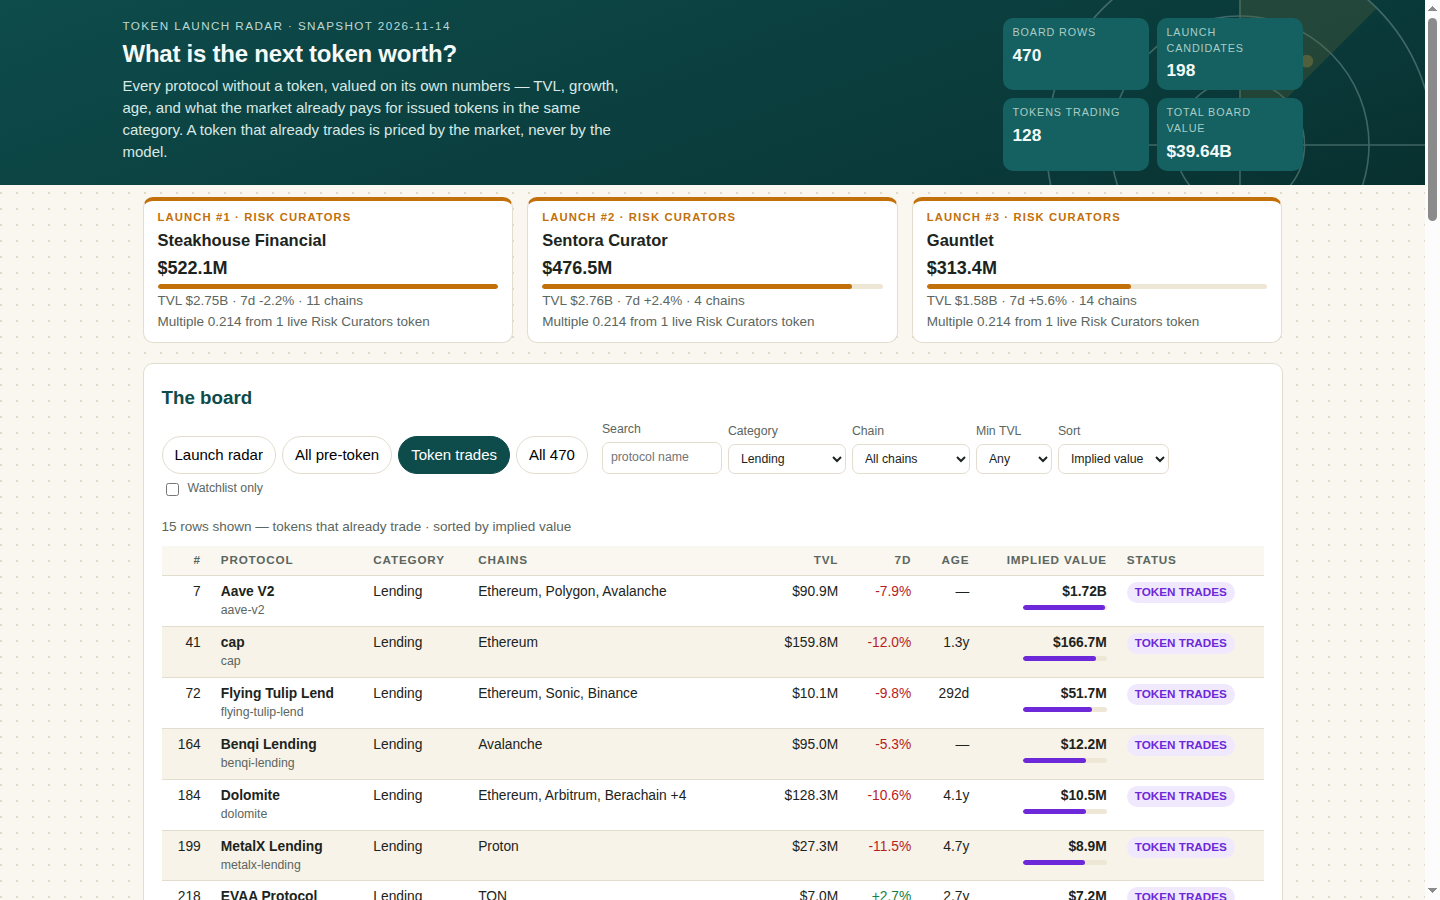 TOKEN LAUNCH RADAR · SNAPSHOT 2026-11-14
What is the next token worth?
Every protocol without a token, valued on its own numbers — TVL, growth,
age, and what the market already pays for issued tokens in the same
category. A token that already trades is priced by the market, never by the
model.
BOARD ROWS
470
LAUNCH
CANDIDATES
198
TOKENS TRADING
128
TOTAL BOARD
VALUE
$39.64B
LAUNCH #1 · RISK CURATORS
Steakhouse Financial
$522.1M
TVL $2.75B · 7d -2.2% · 11 chains
Multiple 0.214 from 1 live Risk Curators token
LAUNCH #2 · RISK CURATORS
Sentora Curator
$476.5M
TVL $2.76B · 7d +2.4% · 4 chains
Multiple 0.214 from 1 live Risk Curators token
LAUNCH #3 · RISK CURATORS
Gauntlet
$313.4M
TVL $1.58B · 7d +5.6% · 14 chains
Multiple 0.214 from 1 live Risk Curators token
The board
Launch radar All pre-token Token trades All 470
Search
protocol name
Category
Lending
Chain
All chains
Min TVL
Any
Sort
Implied value
Watchlist only
15 rows shown — tokens that already trade · sorted by implied value
# PROTOCOL CATEGORY CHAINS TVL 7D AGE IMPLIED VALUE STATUS
7 Aave V2 Lending Ethereum, Polygon, Avalanche $90.9M -7.9% — $1.72B TOKEN TRADES
aave-v2
41 cap Lending Ethereum $159.8M -12.0% 1.3y $166.7M TOKEN TRADES
cap
72 Flying Tulip Lend Lending Ethereum, Sonic, Binance $10.1M -9.8% 292d $51.7M TOKEN TRADES
flying-tulip-lend
164 Benqi Lending Lending Avalanche $95.0M -5.3% — $12.2M TOKEN TRADES
benqi-lending
184 Dolomite Lending Ethereum, Arbitrum, Berachain +4 $128.3M -10.6% 4.1y $10.5M TOKEN TRADES
dolomite
199 MetalX Lending Lending Proton $27.3M -11.5% 4.7y $8.9M TOKEN TRADES
metalx-lending
218 EVAA Protocol Lending TON $7.0M +2.7% 2.7y $7.2M TOKEN TRADES